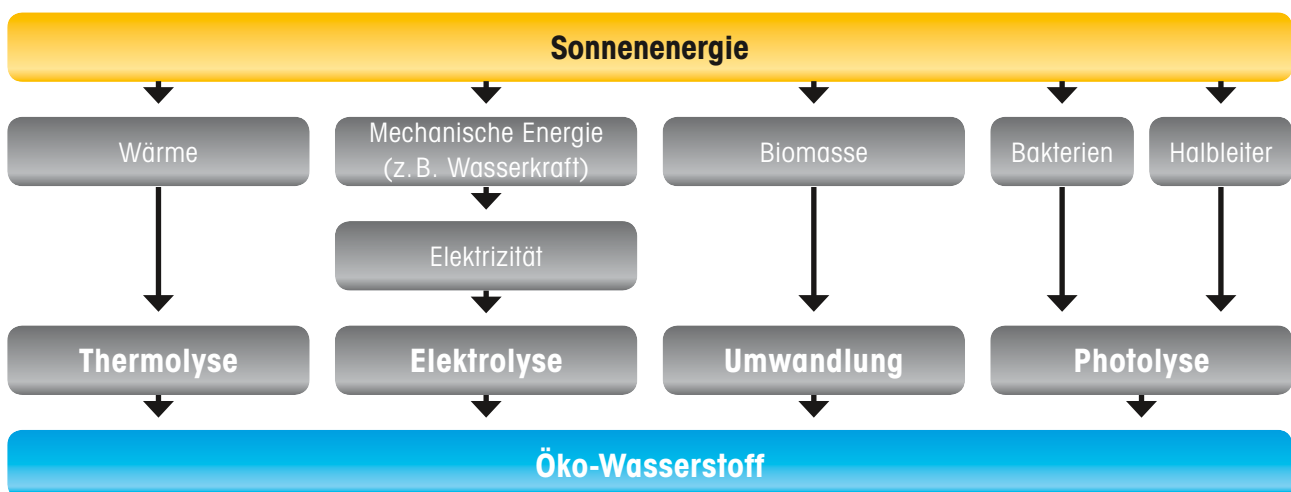 Sonnenenergie
Wärme
Mechanische Energie
(z. B. Wasserkraft)
Biomasse
Bakterien
Halbleiter
Elektrizität
Thermolyse
Elektrolyse
Umwandlung
Photolyse
Öko-Wasserstoff